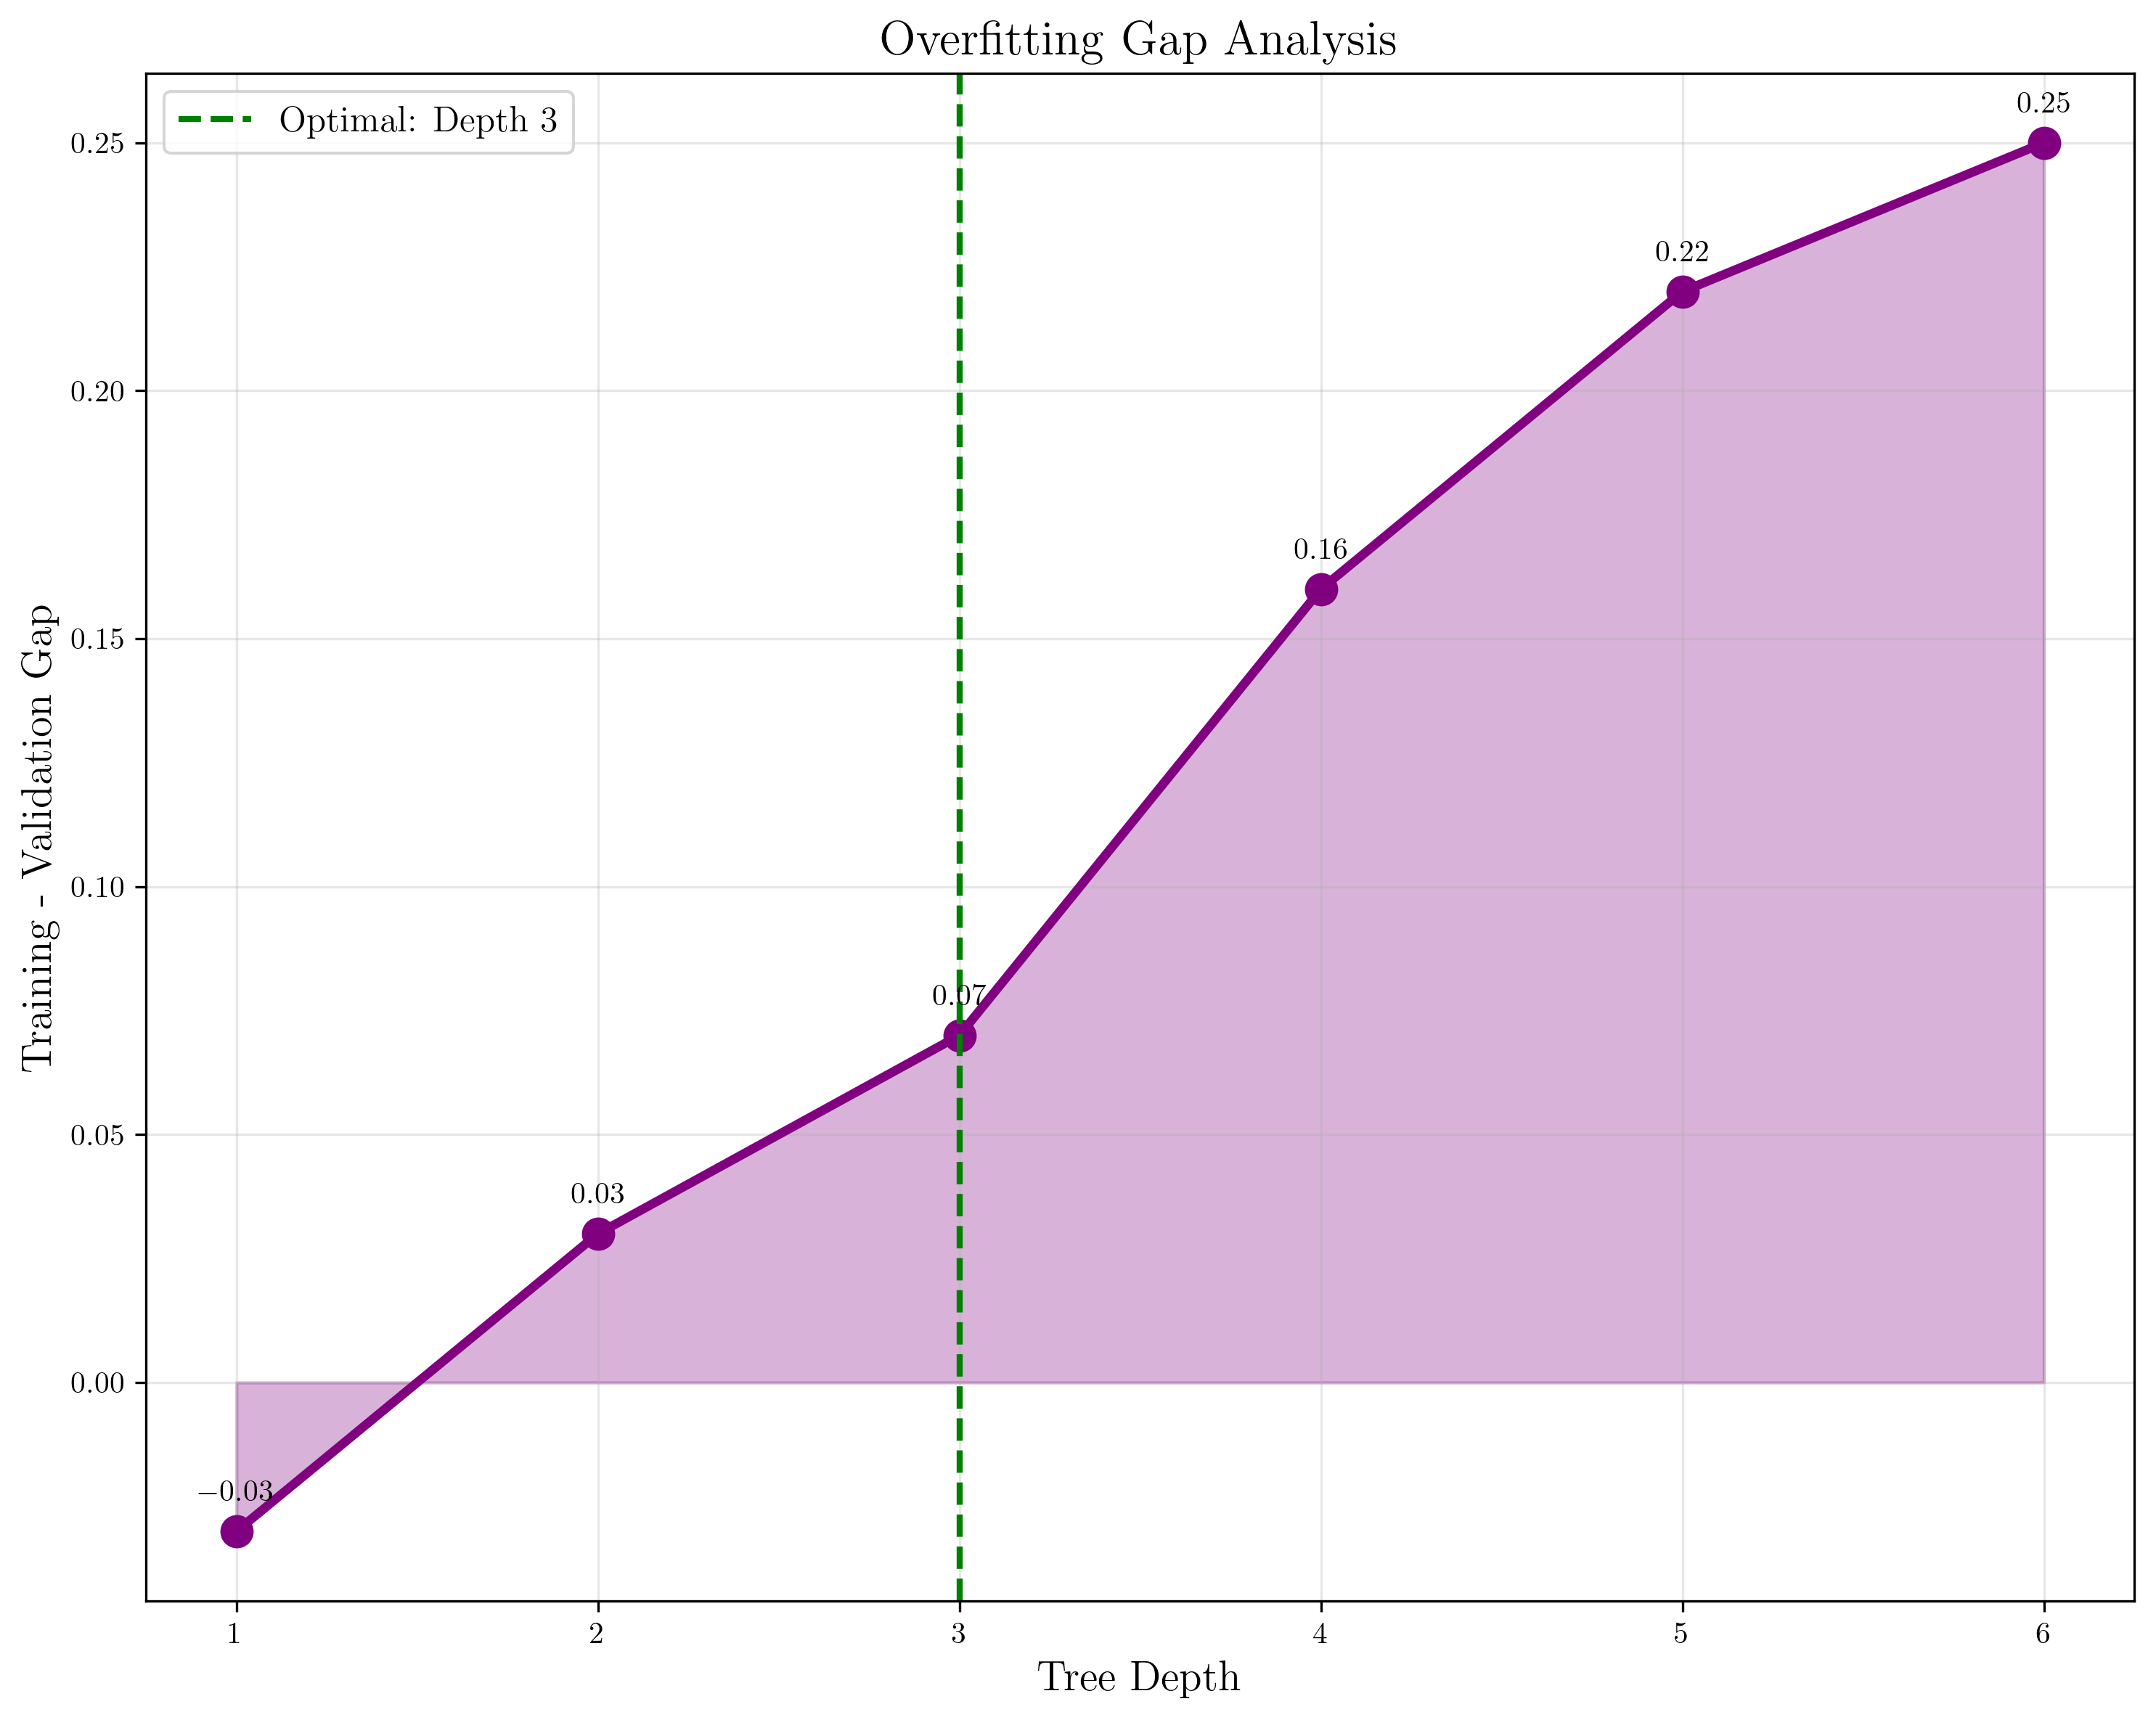 Overfitting Gap Analysis
Optimal: Depth 3
Training - Validation Gap
0.25
0.20
0.15
0.10
0.05
0.00
−0.03
0.03
0.07
0.16
0.22
0.25
1 2 3 4 5 6
Tree Depth